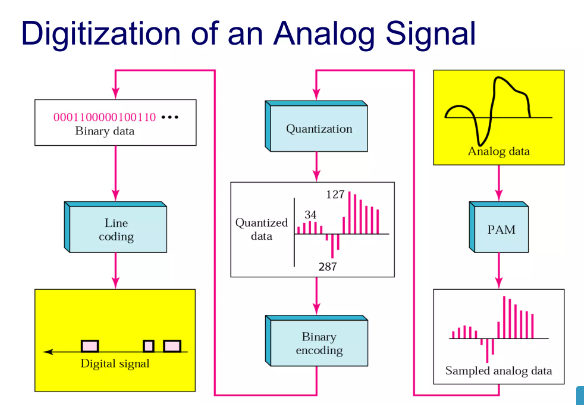 Digitization of an Analog Signal
0001100000100110 •••
Binary data
Line
coding
Digital signal
Quantization
127
34
Quantized
data
287
Binary
encoding
Analog data
PAM
Sampled analog data